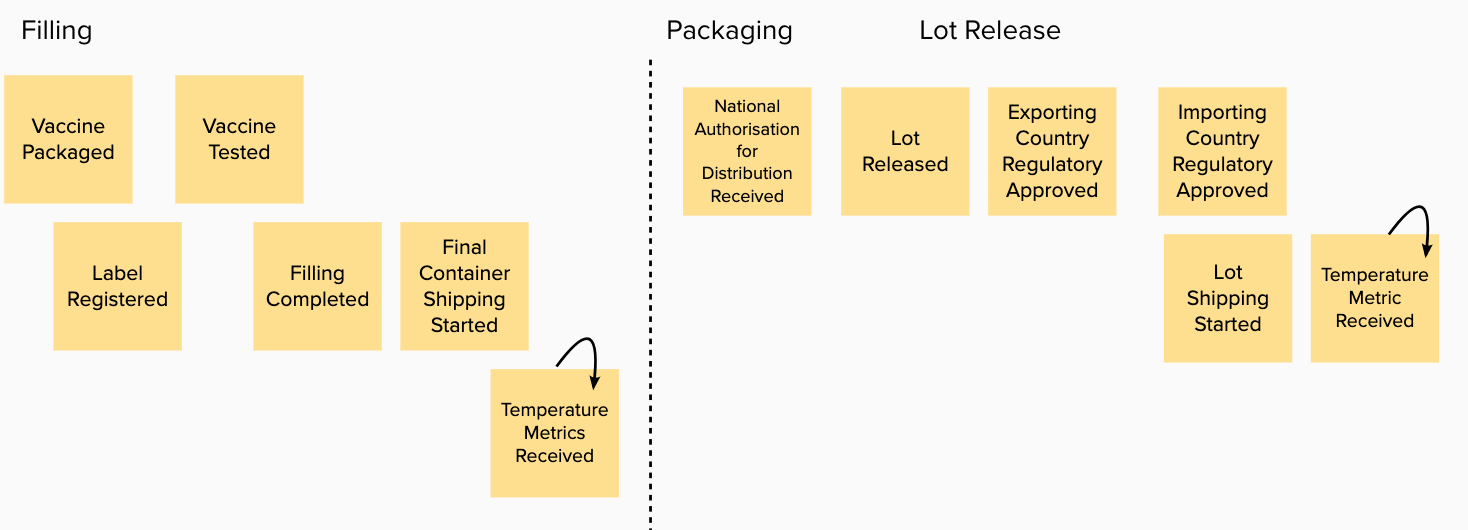 Filling
Packaging
Lot Release
Vaccine
Packaged
Vaccine
Tested
Label
Registered
Filling
Completed
Final
Container
Shipping
Started
Temperature
Metrics
Received
National
Authorisation
for
Distribution
Received
Lot
Released
Exporting
Country
Regulatory
Approved
Importing
Country
Regulatory
Approved
Lot
Shipping
Started
Temperature
Metric
Received